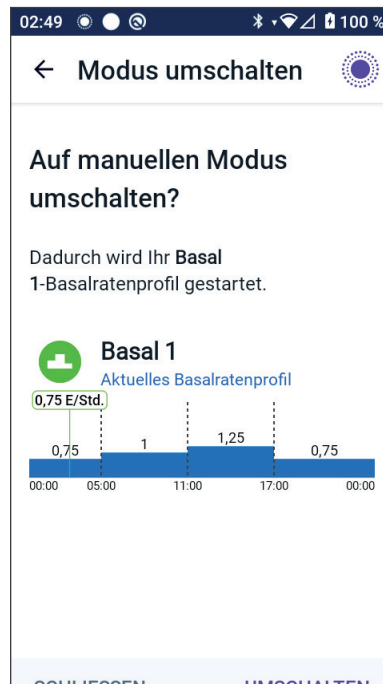 02:49
100 %
Modus umschalten
Auf manuellen Modus
umschalten?
Dadurch wird Ihr Basal
1-Basalratenprofil gestartet.
Basal 1
Aktuelles Basalratenprofil
0,75 E/Std.
0,75 1 1,25 0,75
00:00 05:00 11:00 17:00 00:00
SCHLIESSEN UMSCHALTEN